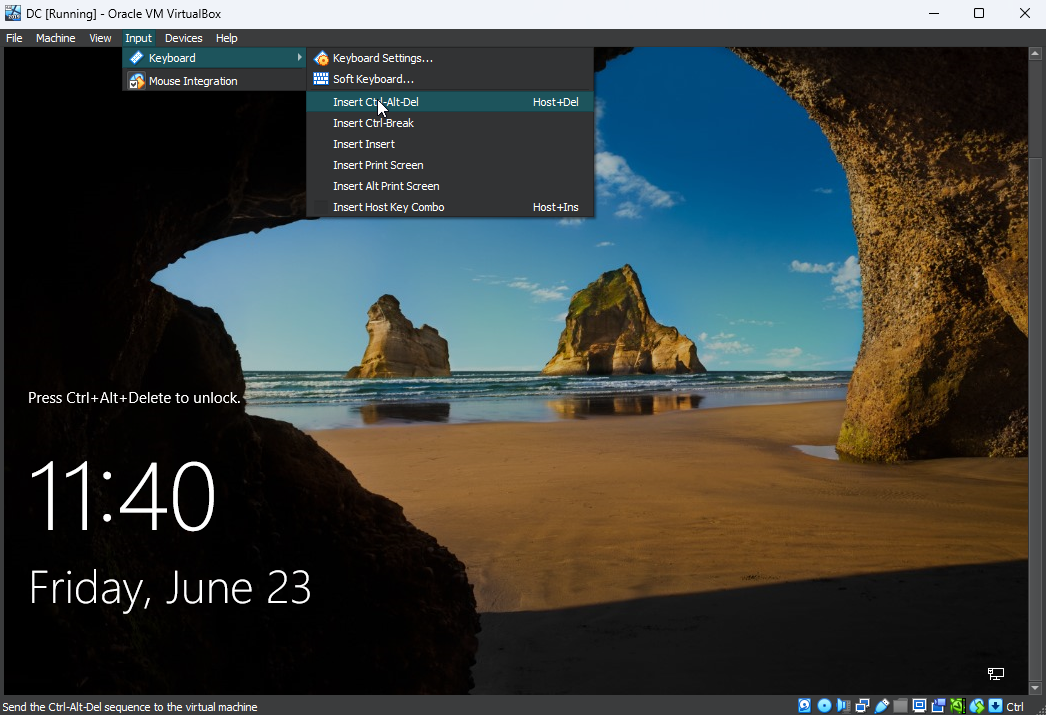 DC [Running] - Oracle VM VirtualBox
File Machine View Input Devices Help
Keyboard
Mouse Integration
Keyboard Settings...
Soft Keyboard...
Insert Ctrl-Alt-Del Host+Del
Insert Ctrl-Break
Insert Insert
Insert Print Screen
Insert Alt Print Screen
Insert Host Key Combo Host+Ins
Press Ctrl+Alt+Delete to unlock.
11:40
Friday, June 23
Send the Ctrl-Alt-Del sequence to the virtual machine
Ctrl